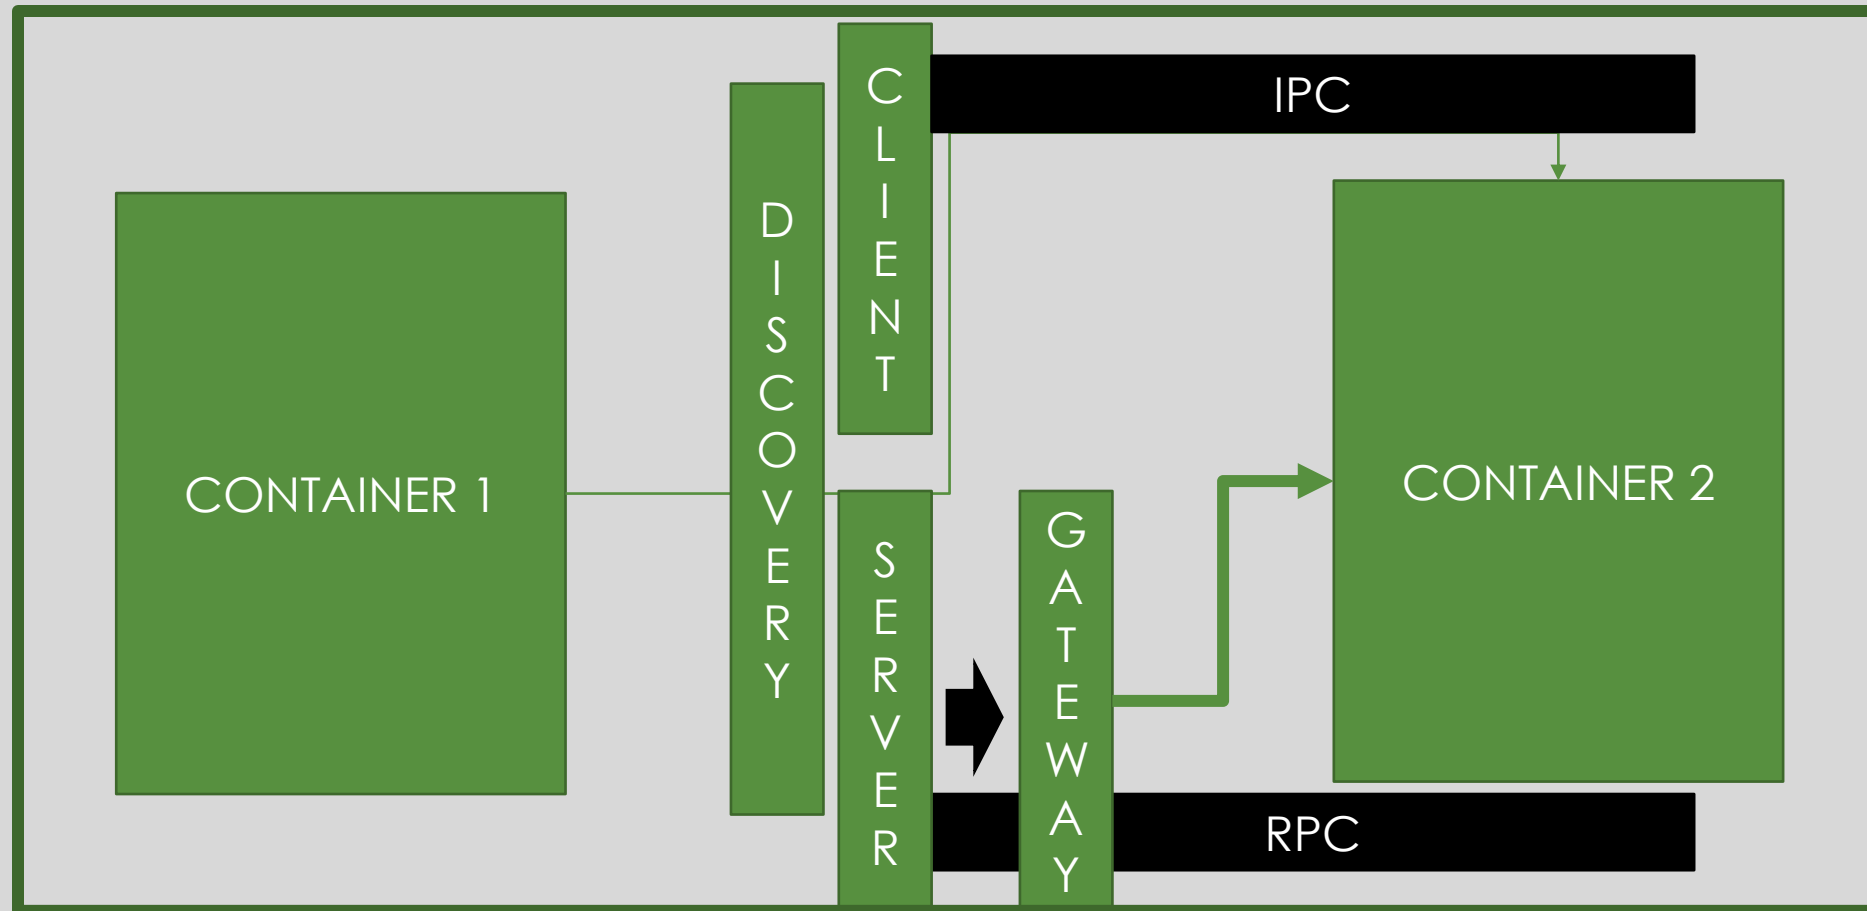 CLIENT
IPC
DISCOVERY
CONTAINER 1
CONTAINER 2
SERVER
GATEWAY
RPC